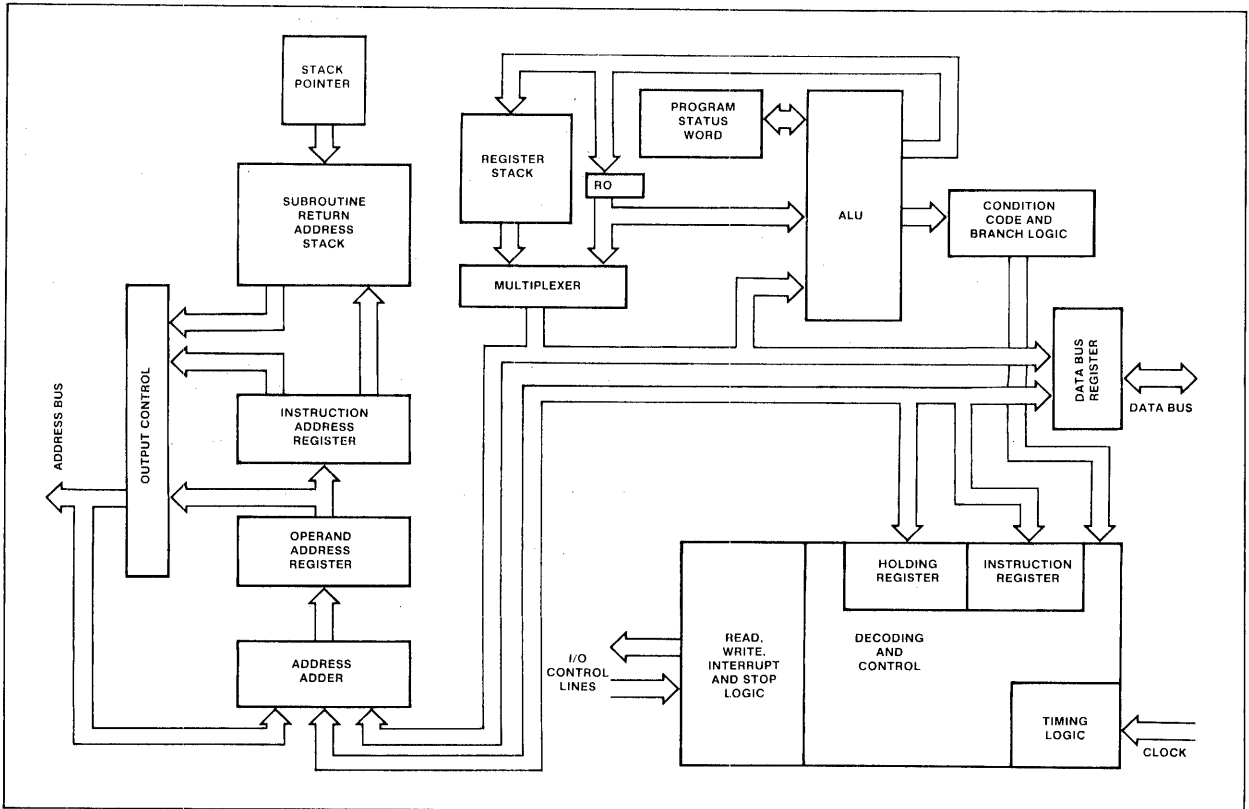 STACK
POINTER
SUBROUTINE
RETURN
ADDRESS
STACK
REGISTER
STACK
RO
MULTIPLEXER
PROGRAM
STATUS
WORD
ALU
CONDITION
CODE AND
BRANCH LOGIC
ADDRESS BUS
OUTPUT CONTROL
INSTRUCTION
ADDRESS
REGISTER
OPERAND
ADDRESS
REGISTER
ADDRESS
ADDER
DATA BUS
REGISTER
DATA BUS
I/O
CONTROL
LINES
READ,
WRITE,
INTERRUPT
AND STOP
LOGIC
HOLDING
REGISTER
INSTRUCTION
REGISTER
DECODING
AND
CONTROL
TIMING
LOGIC
CLOCK